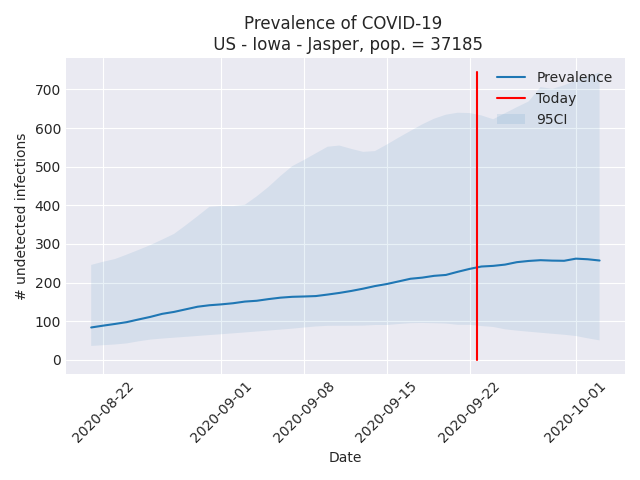 Prevalence of COVID-19
US - Iowa - Jasper, pop. = 37185
Prevalence
Today
95CI
# undetected infections
700
600
500
400
300
200
100
0
2020-08-22
2020-09-01
2020-09-08
2020-09-15
2020-09-22
2020-10-01
Date